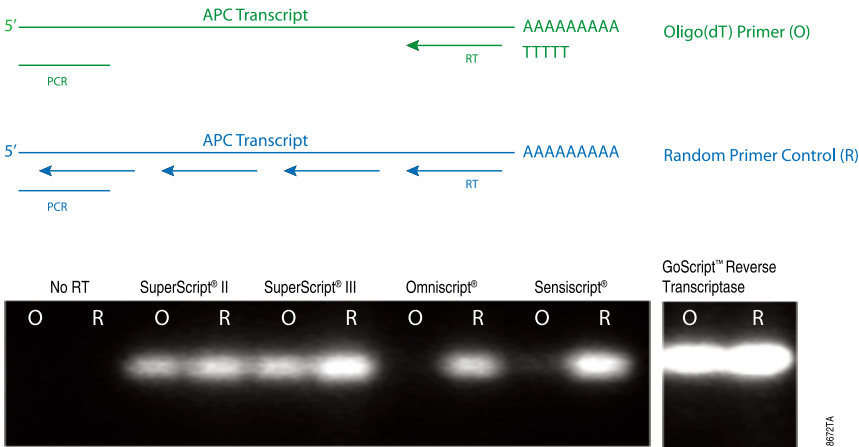 APC Transcript
5′ AAAAAAAAA Oligo(dT) Primer (O)
RT TTTTT
PCR
APC Transcript
5′ AAAAAAAAA Random Primer Control (R)
RT
PCR
GoScript™ Reverse
No RT SuperScript® II SuperScript® III Omniscript® Sensiscript® Transcriptase
O R O R O R O R O R O R
8672TA